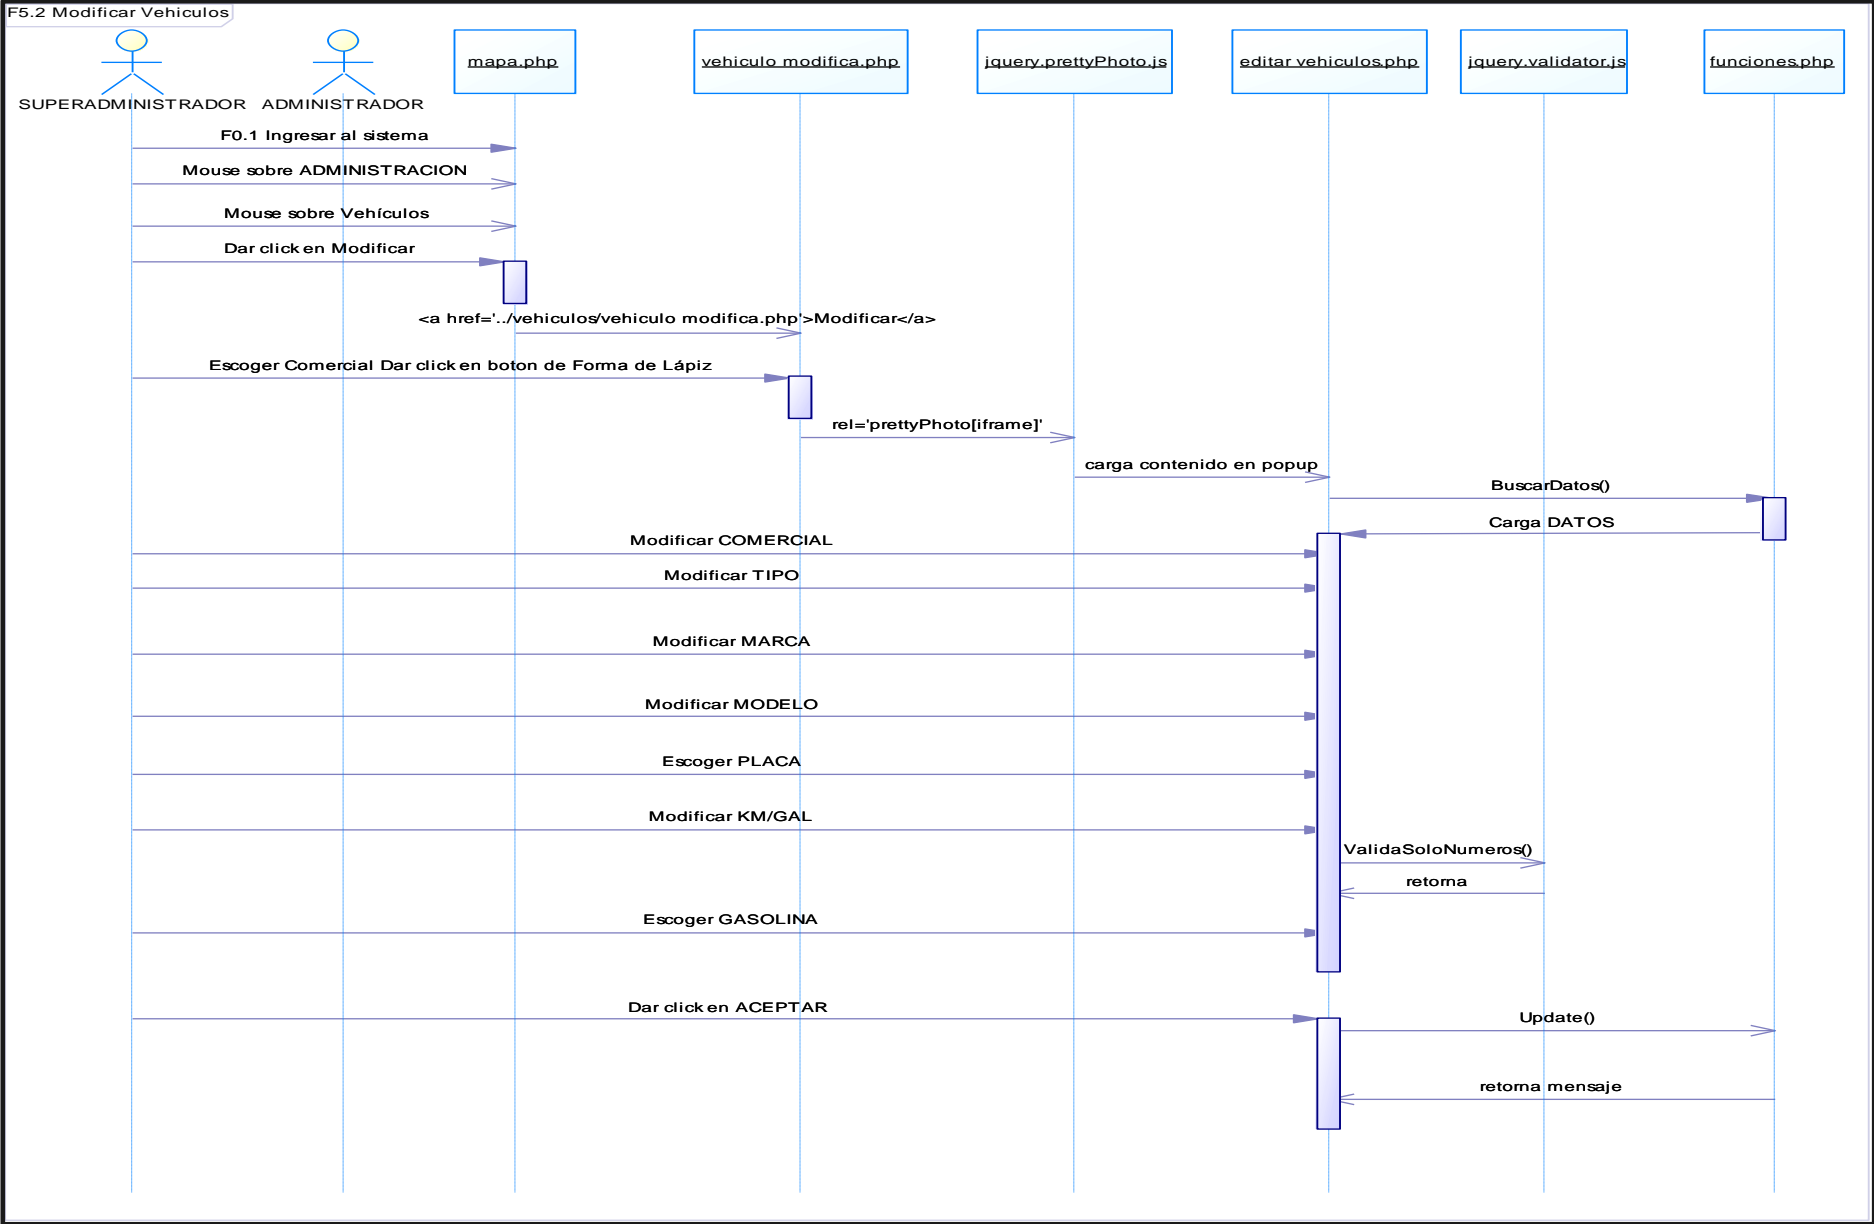 F5.2 Modificar Vehiculos
SUPERADMINISTRADOR
ADMINISTRADOR
mapa.php
vehiculo modifica.php
jquery.prettyPhoto.js
editar vehiculos.php
jquery.validator.js
funciones.php
F0.1 Ingresar al sistema
Mouse sobre ADMINISTRACION
Mouse sobre Vehículos
Dar click en Modificar
<a href='../vehiculos/vehiculo modifica.php'>Modificar</a>
Escoger Comercial Dar click en boton de Forma de Lápiz
rel='prettyPhoto[iframe]'
carga contenido en popup
BuscarDatos()
Carga DATOS
Modificar COMERCIAL
Modificar TIPO
Modificar MARCA
Modificar MODELO
Escoger PLACA
Modificar KM/GAL
ValidaSoloNumeros()
retorna
Escoger GASOLINA
Dar click en ACEPTAR
Update()
retorna mensaje